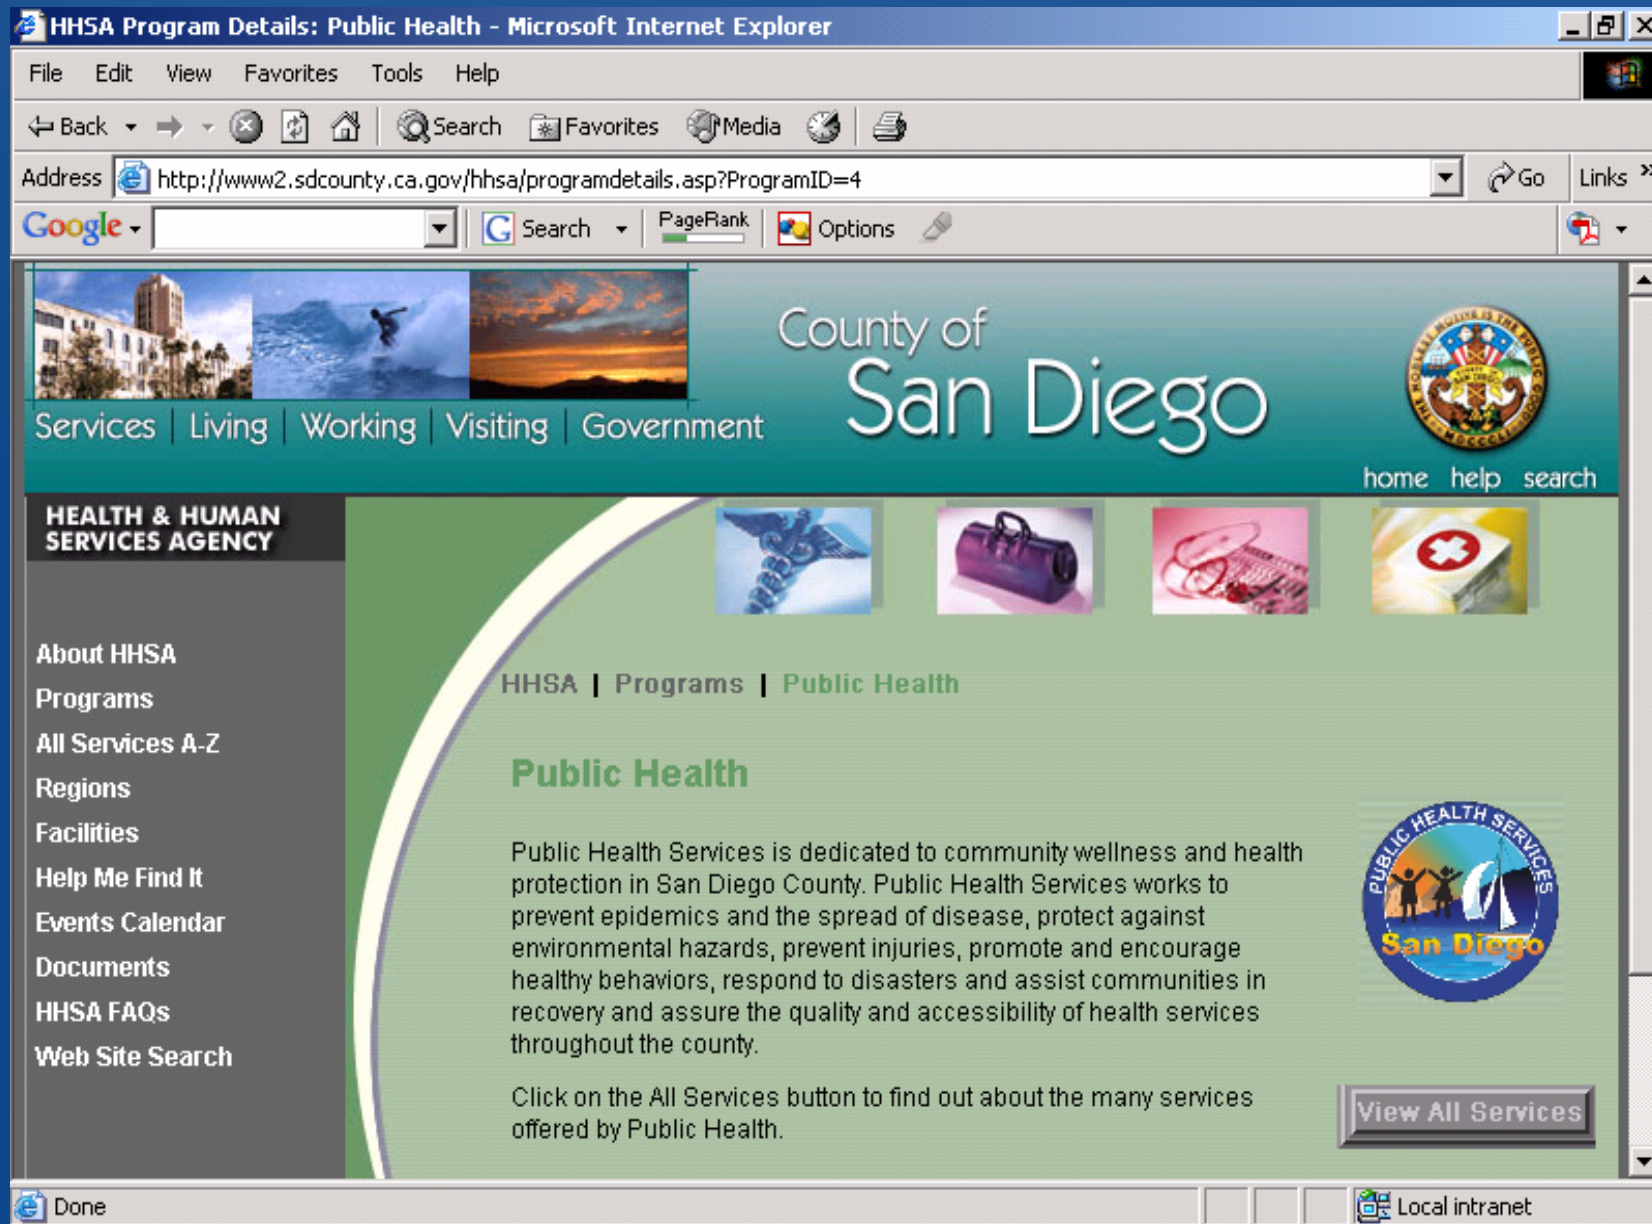 HHSA Program Details: Public Health - Microsoft Internet Explorer
File Edit View Favorites Tools Help
Back Search Favorites Media
Address http://www2.sdcounty.ca.gov/hhsa/programdetails.asp?ProgramID=4 Go Links »
Google G Search PageRank Options
County of
San Diego
Services | Living | Working | Visiting | Government
home help search
HEALTH & HUMAN
SERVICES AGENCY
About HHSA
Programs
All Services A-Z
Regions
Facilities
Help Me Find It
Events Calendar
Documents
HHSA FAQs
Web Site Search
HHSA | Programs | Public Health
Public Health
Public Health Services is dedicated to community wellness and health
protection in San Diego County. Public Health Services works to
prevent epidemics and the spread of disease, protect against
environmental hazards, prevent injuries, promote and encourage
healthy behaviors, respond to disasters and assist communities in
recovery and assure the quality and accessibility of health services
throughout the county.
Click on the All Services button to find out about the many services
offered by Public Health.
PUBLIC HEALTH SERVICES
San Diego
View All Services
Done Local intranet